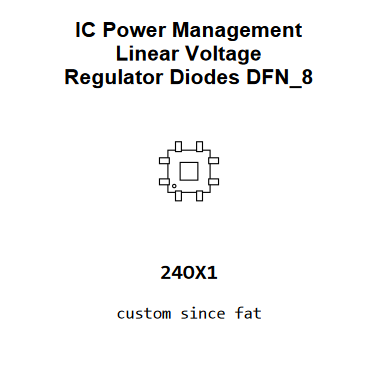 IC Power Management
Linear Voltage
Regulator Diodes DFN_8
240X1
custom since fat